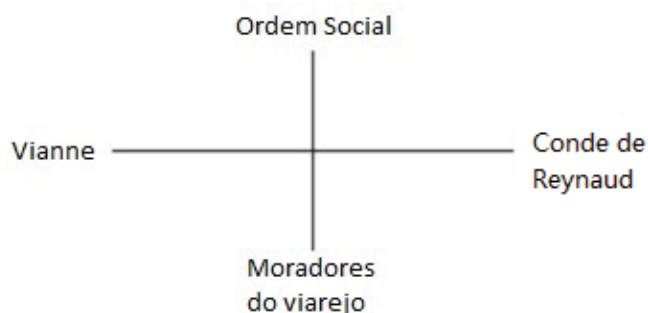 Ordem Social
Vianne
Conde de
Reynaud
Moradores
do viarejo